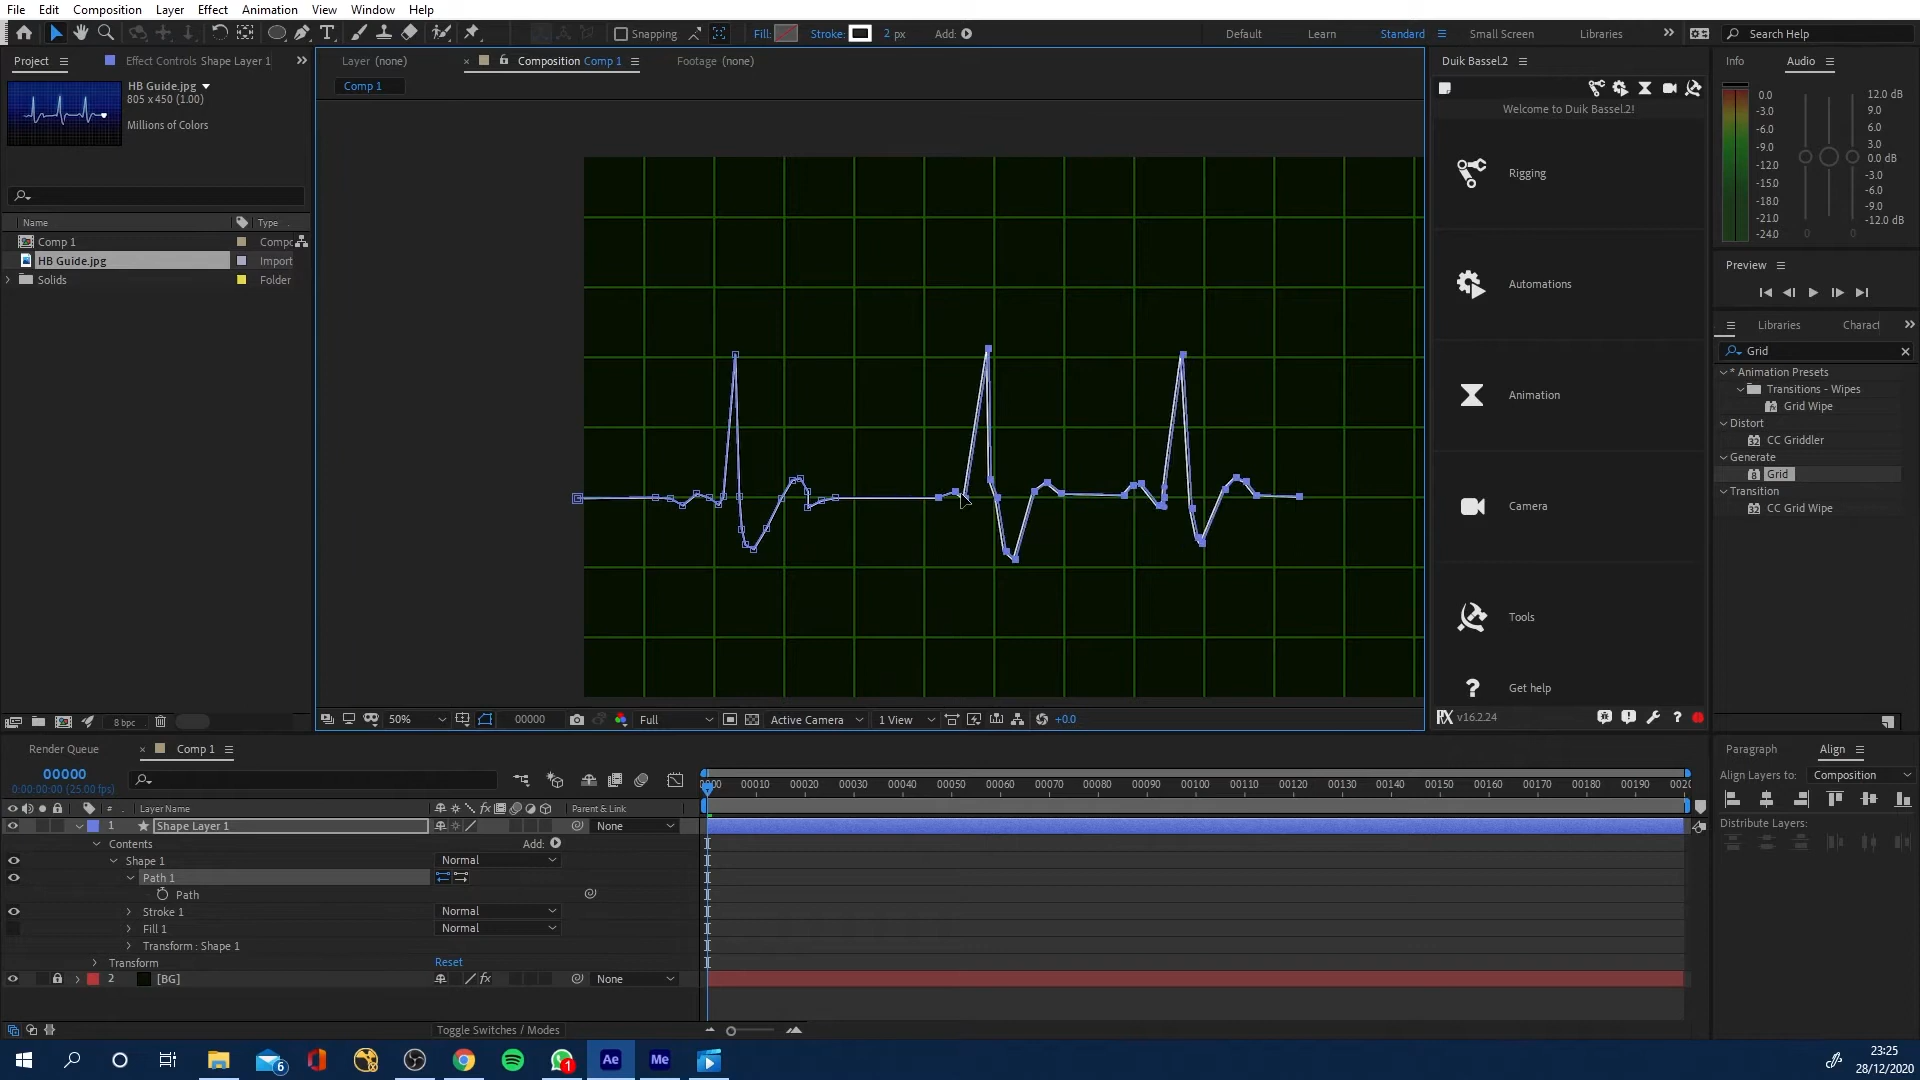 File Edit Composition Layer Effect Animation View Window Help
Snapping Fill: Stroke: 2 px Add: Default Learn Standard Small Screen Libraries Search Help
Project Effect Controls Shape Layer 1 Layer (none) Composition Comp 1 Footage (none) Duik Bassel.2 Info Audio
HB Guide.jpg
805 x 450 (1.00)
Millions of Colors
Comp 1
Welcome to Duik Bassel.2!
0.0 12.0 dB
-3.0 9.0
-6.0 6.0
-9.0 3.0
-12.0 0.0 dB
-15.0 -3.0
-18.0 -6.0
-21.0 -9.0
-24.0 -12.0 dB
0 0
Name Type
Comp 1 Compc
HB Guide.jpg Import
Solids Folder
Rigging
Automations
Animation
Camera
Tools
Get help
v16.2.24
Preview
Libraries Charact
Grid
* Animation Presets
Transitions - Wipes
Grid Wipe
Distort
CC Griddler
Generate
Grid
Transition
CC Grid Wipe
8 bpc
50% 00000 Full Active Camera 1 View +0.0
Render Queue Comp 1
00000
0:00:00:00 (25.00 fps)
# Layer Name Parent & Link
00010 00020 00030 00040 00050 00060 00070 00080 00090 00100 00110 00120 00130 00140 00150 00160 00170 00180 00190
1 Shape Layer 1 None
Contents Add:
Shape 1 Normal
Path 1
Path
Stroke 1 Normal
Fill 1 Normal
Transform : Shape 1
Transform Reset
2 [BG] None
Toggle Switches / Modes
Paragraph Align
Align Layers to: Composition
Distribute Layers:
6 1 Ae Me
23:25
28/12/2020